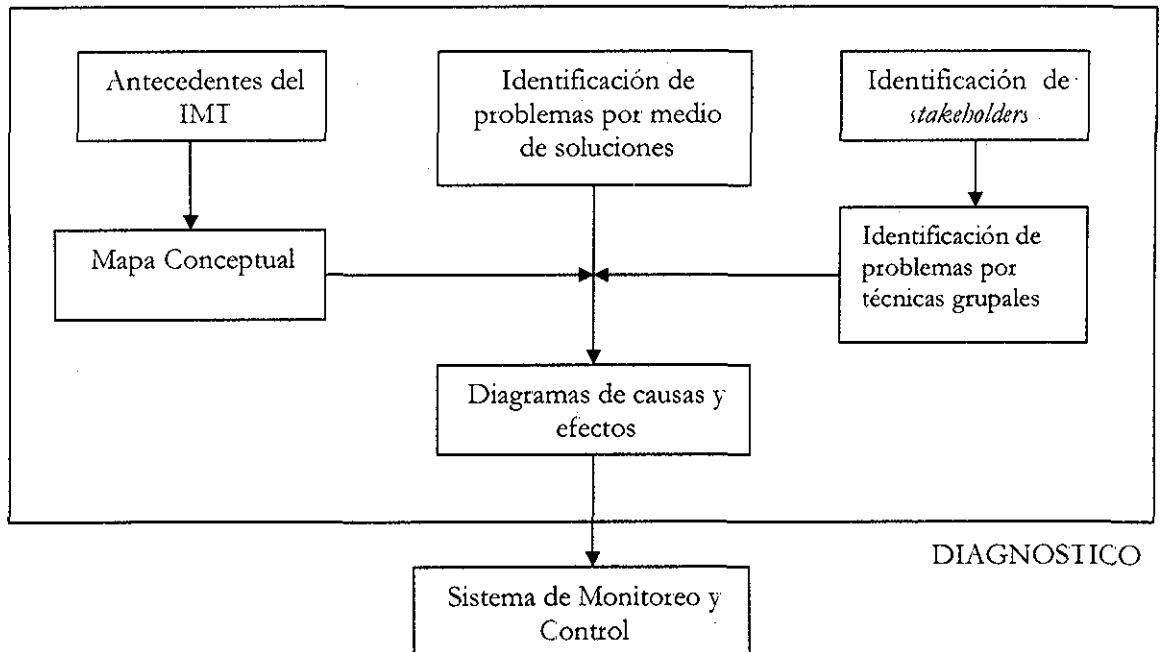 Antecedentes del
IMT
Identificación de
problemas por medio
de soluciones
Identificación de
stakeholders
Mapa Conceptual
Identificación de
problemas por
técnicas grupales
Diagramas de causas y
efectos
DIAGNOSTICO
Sistema de Monitoreo y
Control